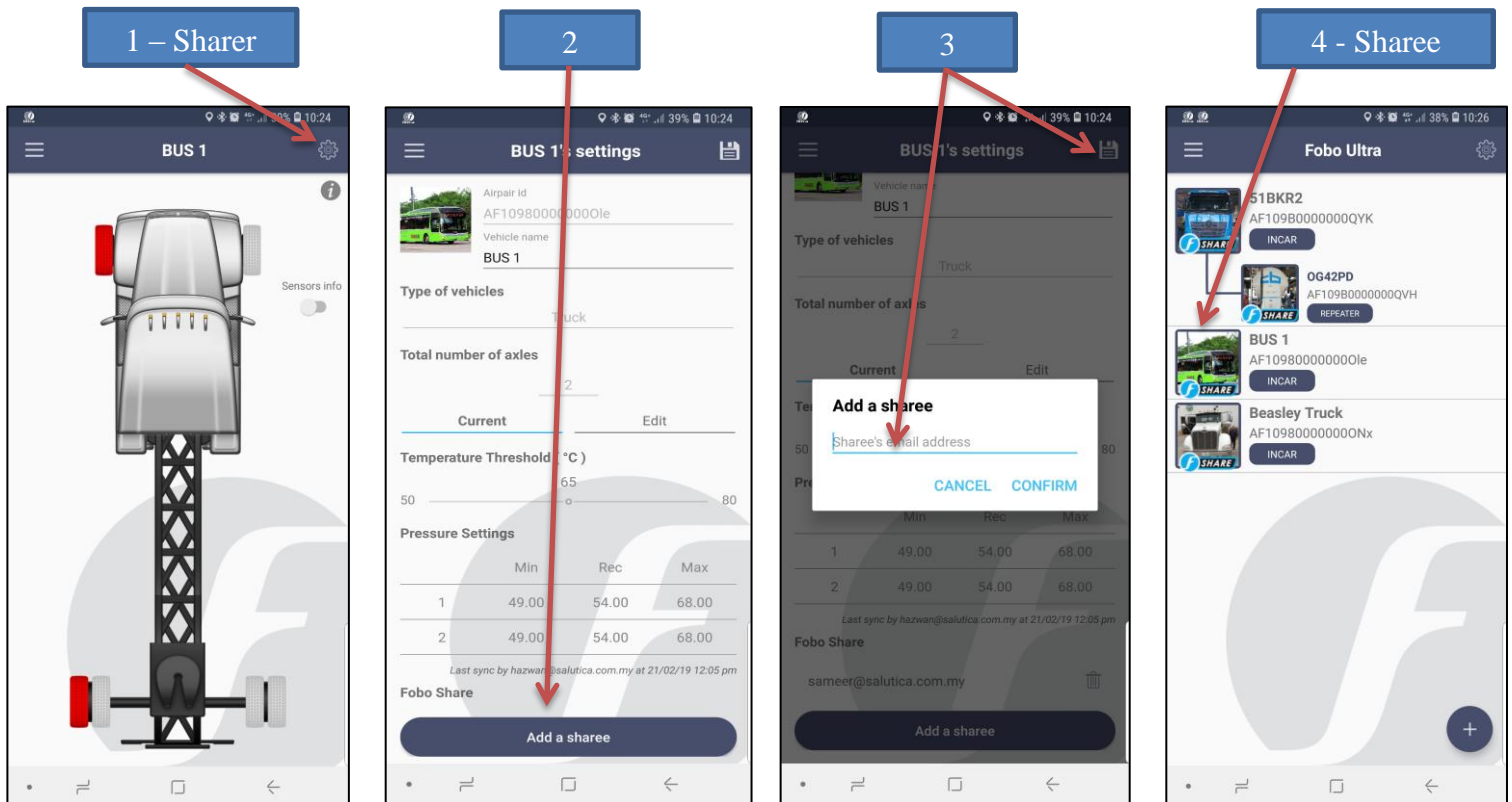 1 – Sharer
2
3
4 - Sharee
10:24
BUS 1
i
Sensors info
39% 10:24
BUS 1's settings
Airpair Id
Vehicle name
BUS 1
Type of vehicles
Truck
Total number of axles
2
Current Edit
Temperature Threshold ( °C )
65
50 80
Pressure Settings
Min Rec Max
1 49.00 54.00 68.00
2 49.00 54.00 68.00
Last sync by hazwan@salutica.com.my at 21/02/19 12:05 pm
Fobo Share
Add a sharee
39% 10:24
BUS 1's settings
Vehicle name
BUS 1
Type of vehicles
Truck
Total number of axles
2
Current Edit
50 80
Add a sharee
Sharee's email address
CANCEL CONFIRM
Min Rec Max
1 49.00 54.00 68.00
2 49.00 54.00 68.00
Last sync by hazwan@salutica.com.my at 21/02/19 12:05 pm
Fobo Share
sameer@salutica.com.my
Add a sharee
38% 10:26
Fobo Ultra
51BKR2
AF109B0000000QYK
INCAR
SHARE
OG42PD
AF109B0000000QVH
REPEATER
SHARE
BUS 1
AF10980000000Ole
INCAR
SHARE
Beasley Truck
AF10980000000ONx
INCAR
SHARE
+